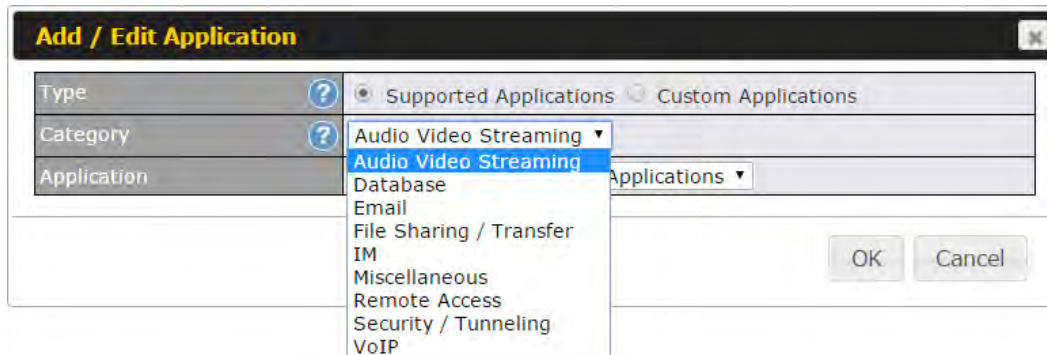 Add / Edit Application
Type ? Supported Applications Custom Applications
Category ? Audio Video Streaming
Application Applications
Audio Video Streaming
Database
Email
File Sharing / Transfer
IM
Miscellaneous
Remote Access
Security / Tunneling
VoIP
OK Cancel